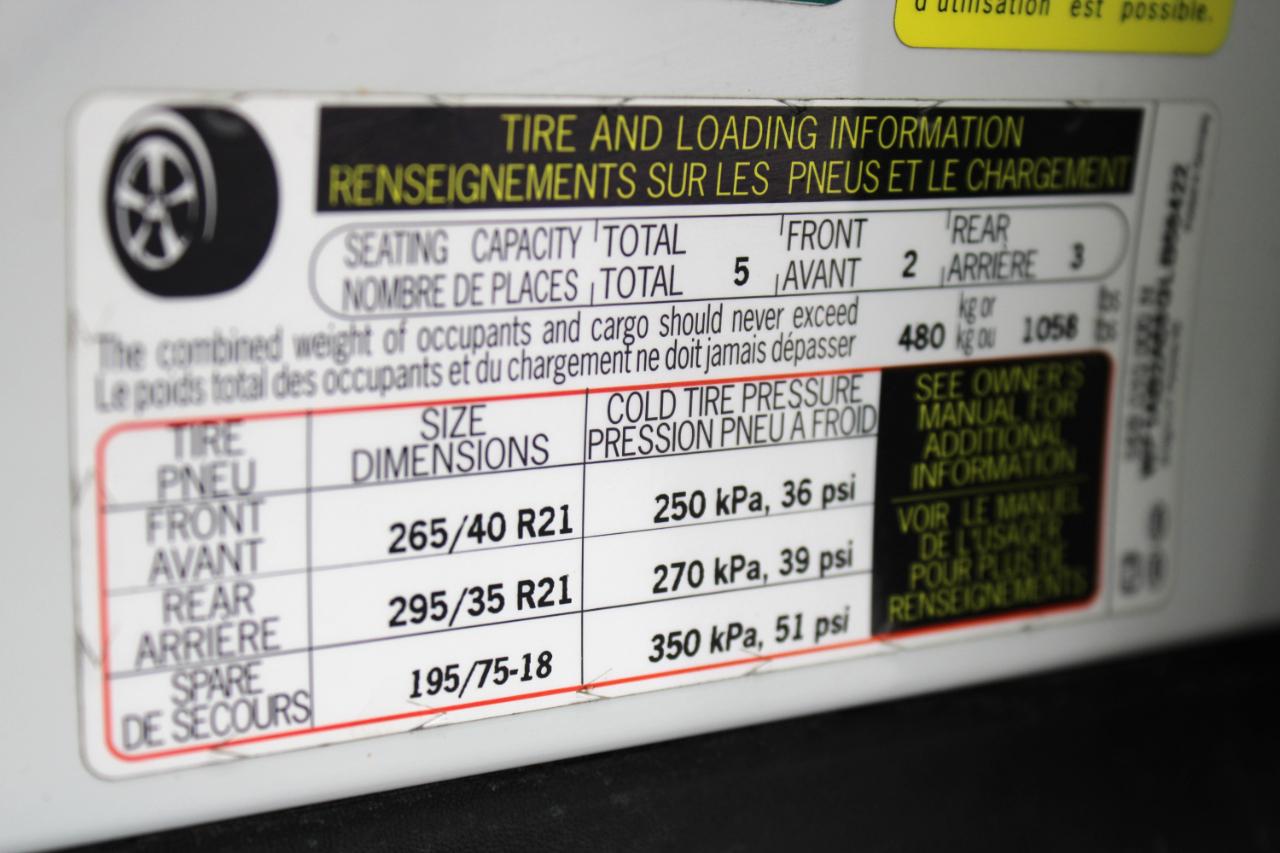 d'utilisation est possible.
TIRE AND LOADING INFORMATION
RENSEIGNEMENTS SUR LES PNEUS ET LE CHARGEMENT
SEATING CAPACITY TOTAL FRONT REAR
NOMBRE DE PLACES TOTAL 5 AVANT 2 ARRIÈRE 3
The combined weight of occupants and cargo should never exceed
Le poids total des occupants et du chargement ne doit jamais dépasser
480 kg or
kg ou 1058
TIRE
PNEU
SIZE
DIMENSIONS
COLD TIRE PRESSURE
PRESSION PNEU A FROID
FRONT
AVANT
265/40 R21
250 kPa, 36 psi
REAR
ARRIÈRE
295/35 R21
270 kPa, 39 psi
SPARE
DE SECOURS
195/75-18
350 kPa, 51 psi
SEE OWNER'S
MANUAL FOR
ADDITIONAL
INFORMATION
VOIR LE MANUEL
DE L'USAGER
POUR PLUS DE
RENSEIGNEMENTS